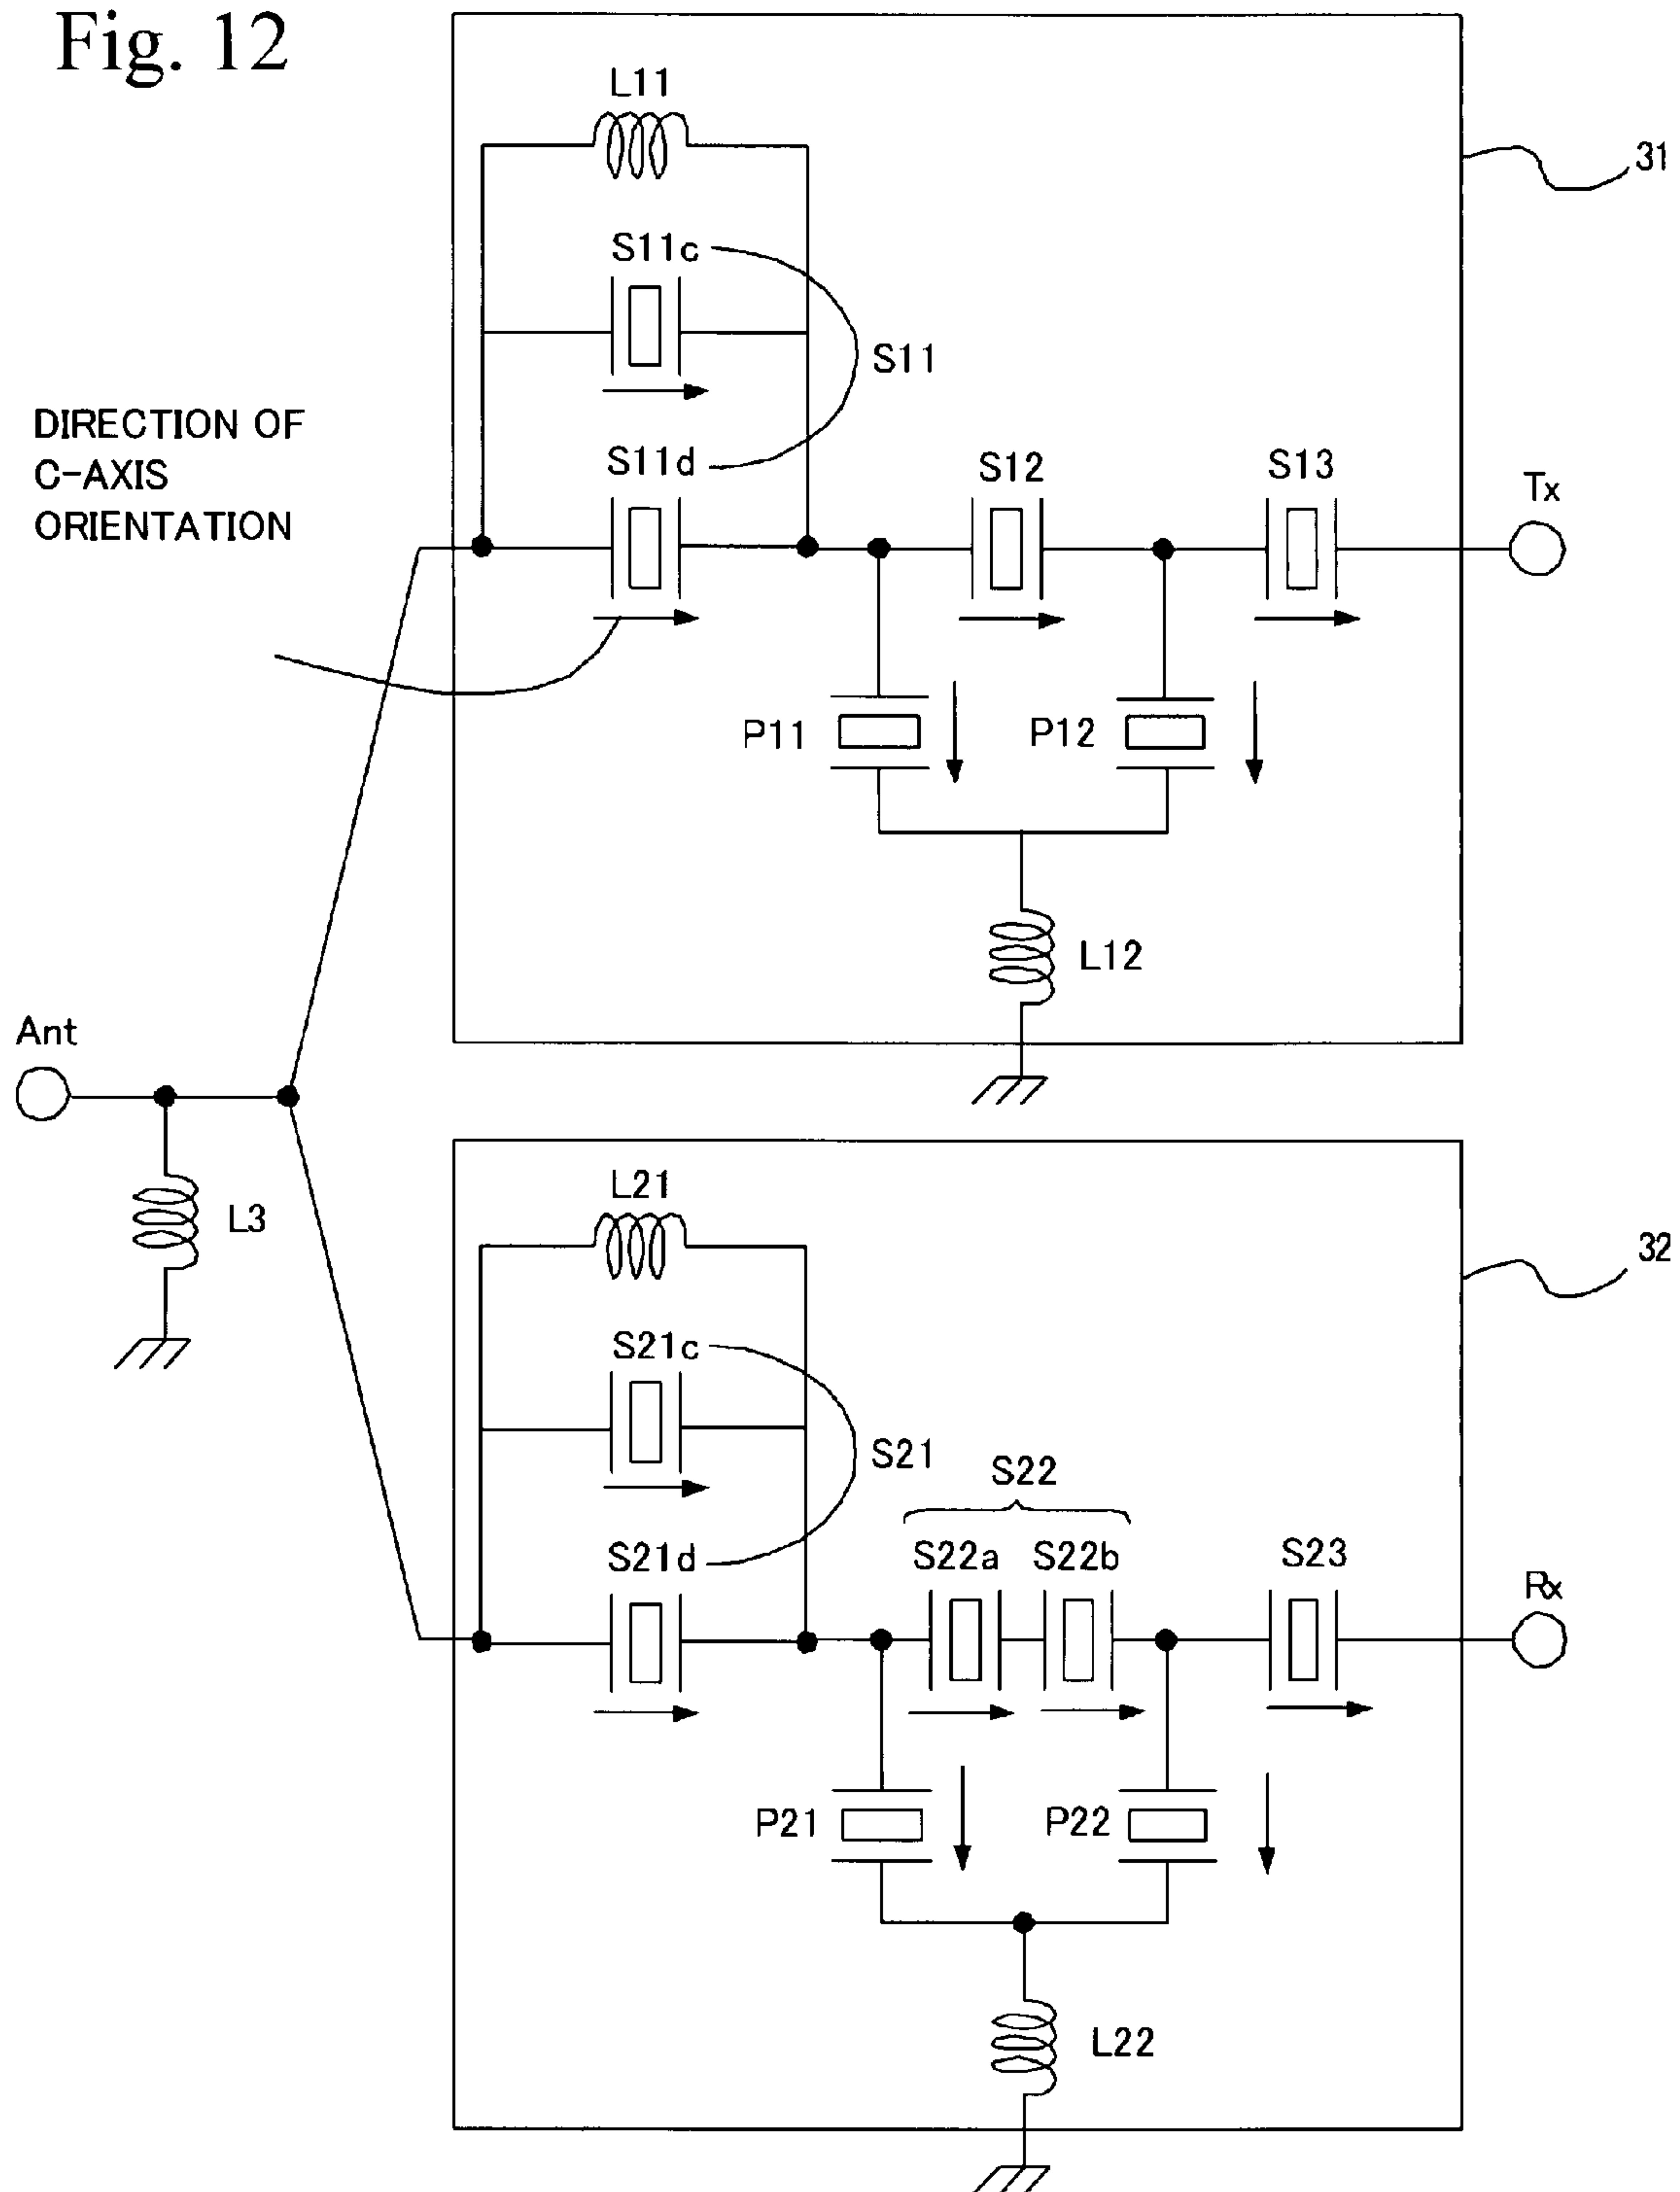 Fig. 12
L11
31
S11c
S11
DIRECTION OF
C-AXIS
ORIENTATION
S11d
S12
S13
Tx
P11
P12
L12
Ant
L3
L21
32
S21c
S21
S22
S21d
S22a
S22b
S23
Rx
P21
P22
L22